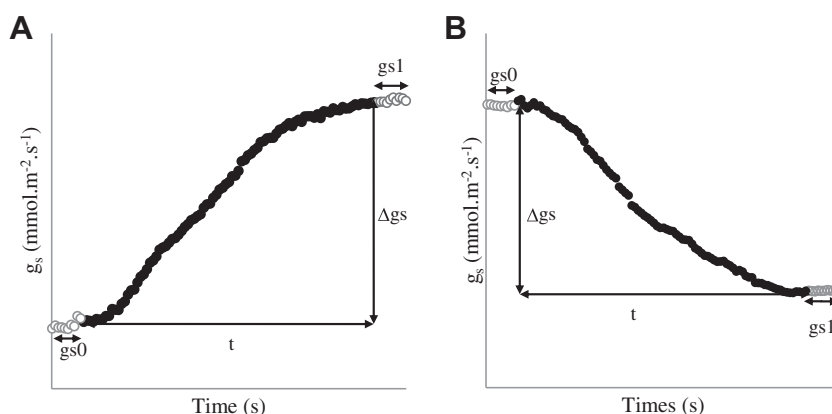 A
gs1
gs (mmol.m-2.s-1)
Δgs
t
gs0
Time (s)
B
gs0
gs (mmol.m-2.s-1)
Δgs
t
gs1
Times (s)